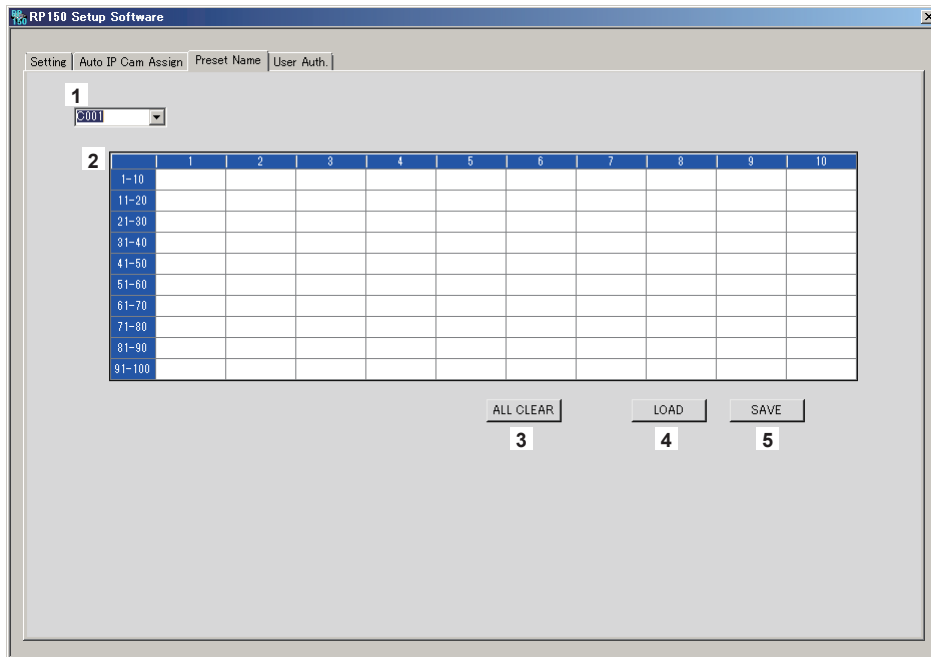 RP150 Setup Software
Setting Auto IP Cam Assign Preset Name User Auth.
1
C001
2
1 2 3 4 5 6 7 8 9 10
1-10
11-20
21-30
31-40
41-50
51-60
61-70
71-80
81-90
91-100
ALL CLEAR LOAD SAVE
3 4 5